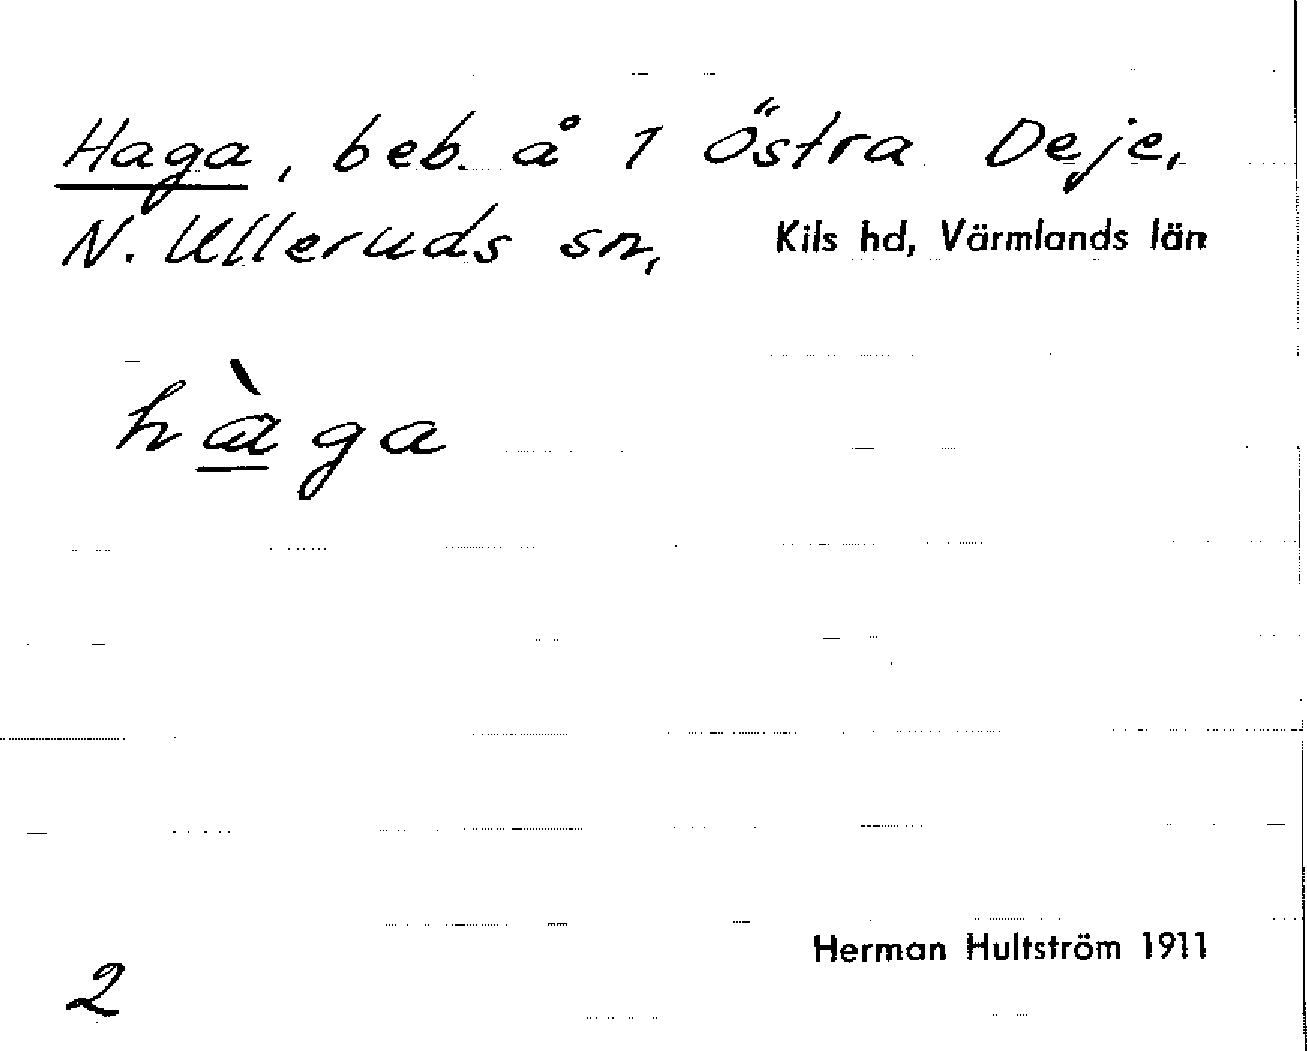 Haga, beb. å 1 Östra Deje,
N. Ulleruds sn, Kils hd, Värmlands län
hàga
Herman Hultström 1911
2